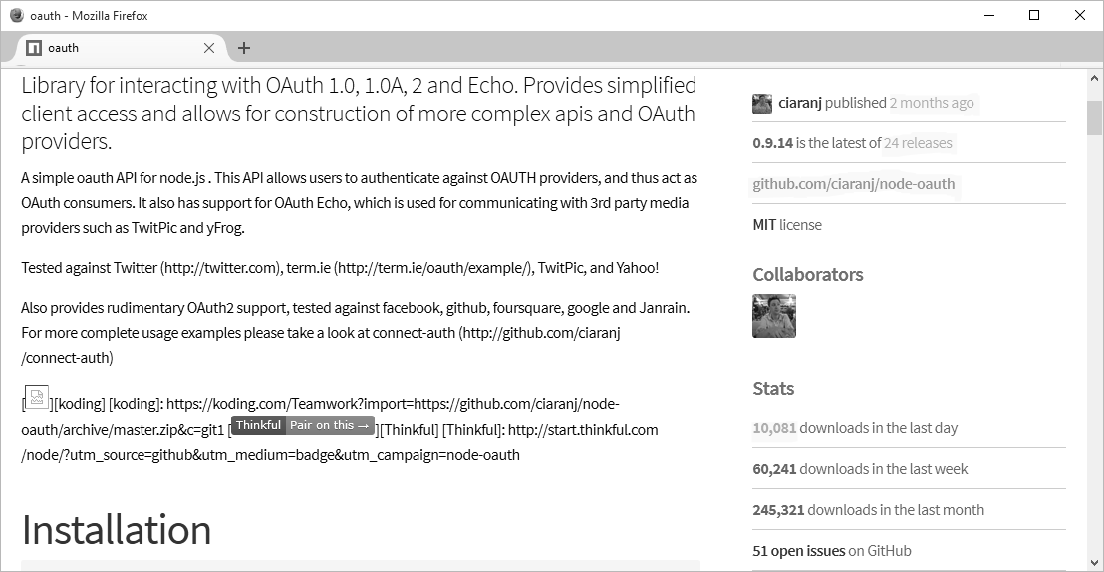 oauth - Mozilla Firefox
oauth
Library for interacting with OAuth 1.0, 1.0A, 2 and Echo. Provides simplified
client access and allows for construction of more complex apis and OAuth
providers.
A simple oauth API for node.js . This API allows users to authenticate against OAUTH providers, and thus act as
OAuth consumers. It also has support for OAuth Echo, which is used for communicating with 3rd party media
providers such as TwitPic and yFrog.
Tested against Twitter (http://twitter.com), term.ie (http://term.ie/oauth/example/), TwitPic, and Yahoo!
Also provides rudimentary OAuth2 support, tested against facebook, github, foursquare, google and Janrain.
For more complete usage examples please take a look at connect-auth (http://github.com/ciaranj
/connect-auth)
[][koding] [koding]: https://koding.com/Teamwork?import=https://github.com/ciaranj/node-
oauth/archive/master.zip&c=git1 [Thinkful Pair on this →][Thinkful] [Thinkful]: http://start.thinkful.com
/node/?utm_source=github&utm_medium=badge&utm_campaign=node-oauth
Installation
ciaranj published 2 months ago
0.9.14 is the latest of 24 releases
github.com/ciaranj/node-oauth
MIT license
Collaborators
Stats
10,081 downloads in the last day
60,241 downloads in the last week
245,321 downloads in the last month
51 open issues on GitHub